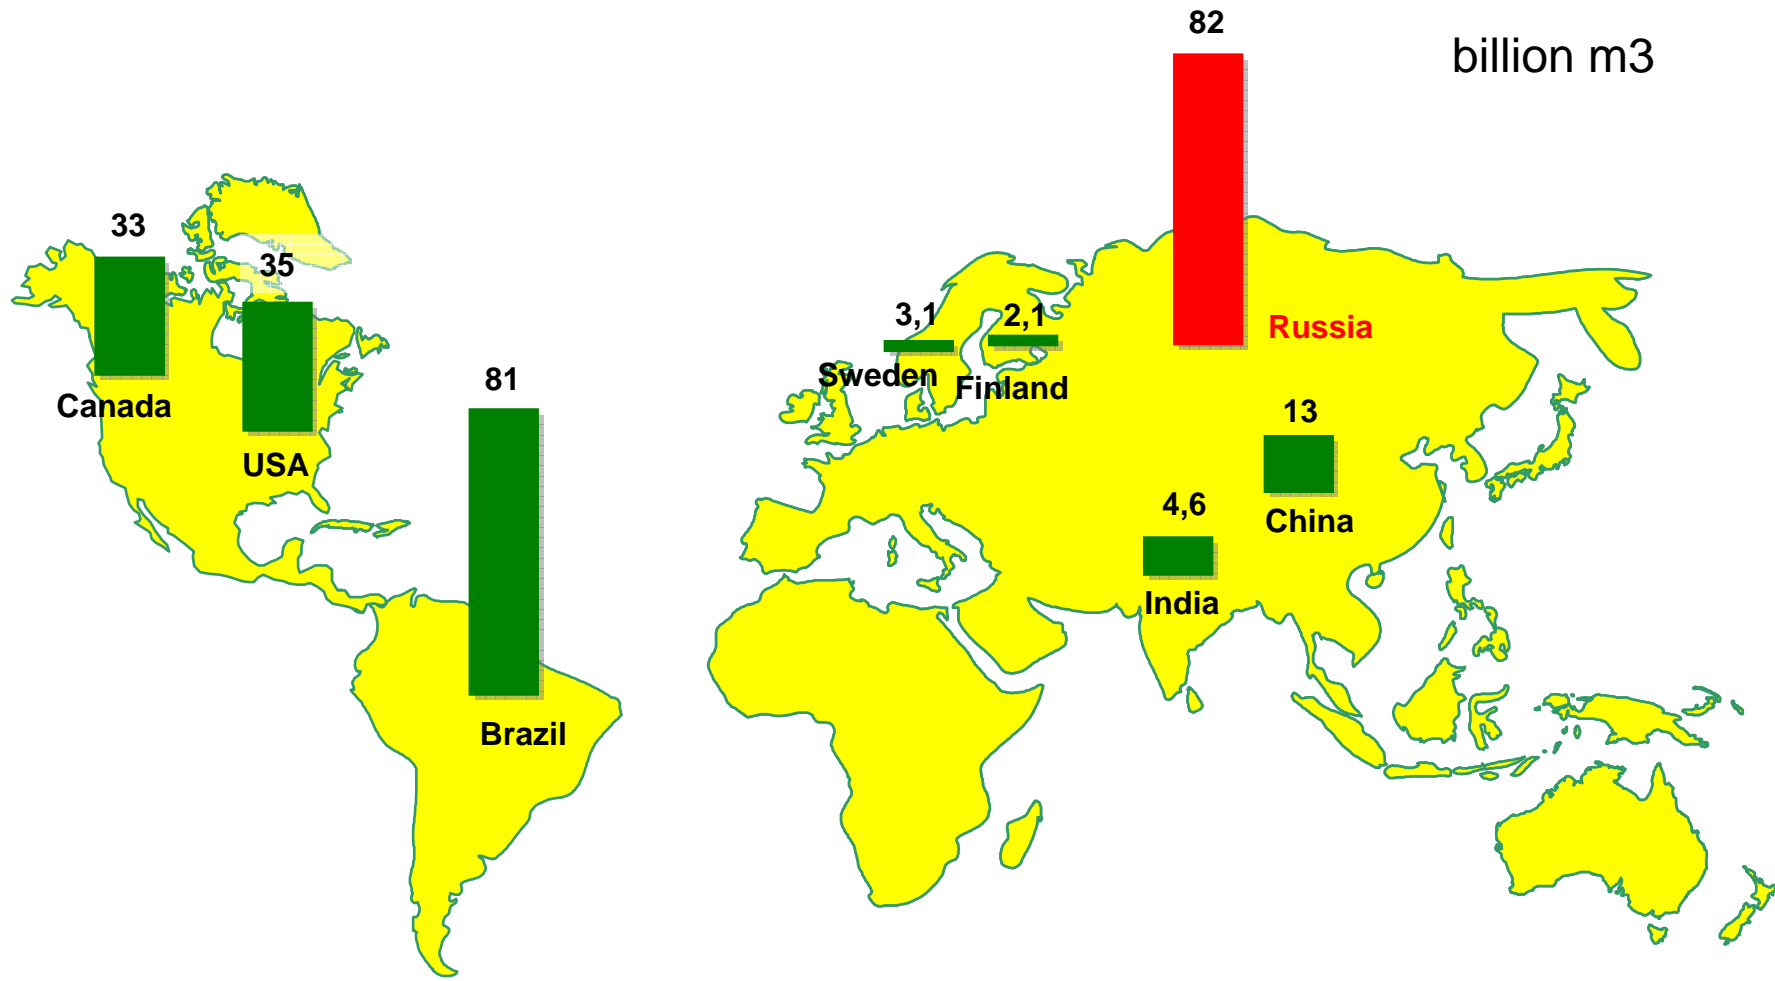 82
billion m3
33
35
Canada
USA
81
Brazil
3,1
2,1
Sweden
Finland
Russia
13
China
4,6
India